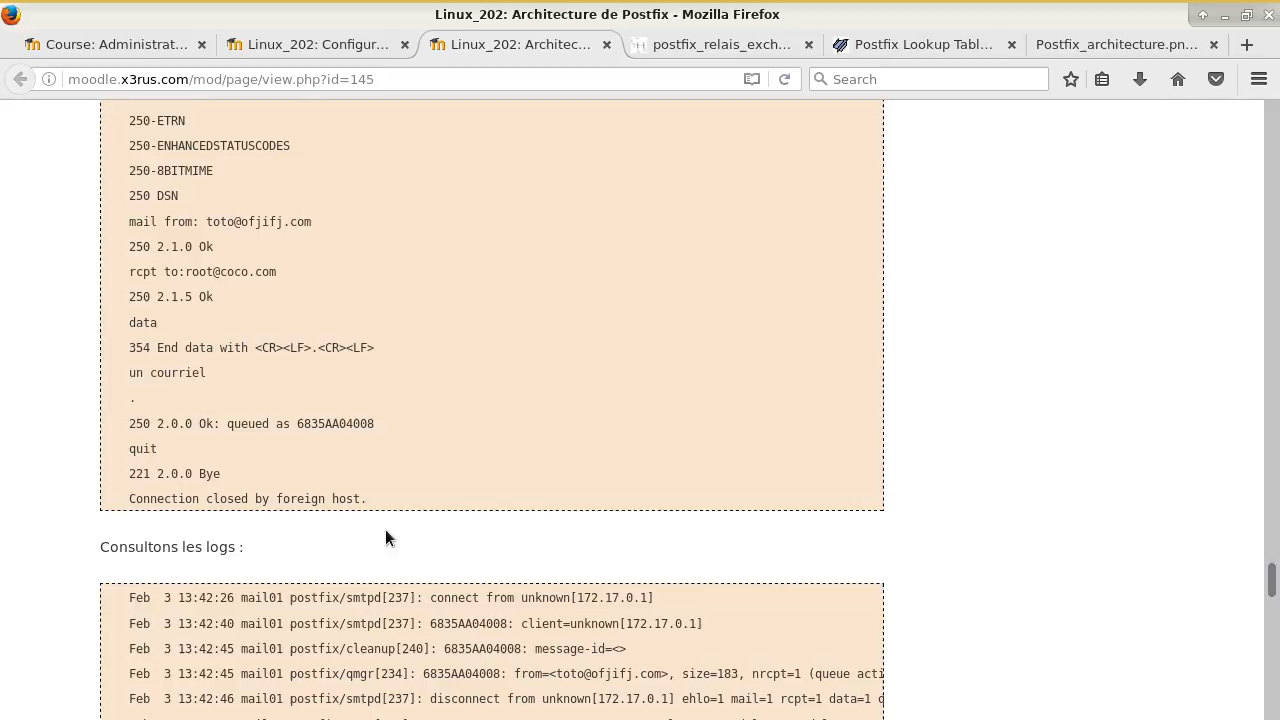 Linux_202: Architecture de Postfix - Mozilla Firefox
Course: Administrat...
Linux_202: Configur...
Linux_202: Architec...
postfix_relais_exch...
Postfix Lookup Tabl...
Postfix_architecture.pn...
moodle.x3rus.com/mod/page/view.php?id=145
Search
250-ETRN
250-ENHANCEDSTATUSCODES
250-8BITMIME
250 DSN
mail from: toto@ofjifj.com
250 2.1.0 Ok
rcpt to:root@coco.com
250 2.1.5 Ok
data
354 End data with <CR><LF>.<CR><LF>
un courriel
.
250 2.0.0 Ok: queued as 6835AA04008
quit
221 2.0.0 Bye
Connection closed by foreign host.
Consultons les logs :
Feb  3 13:42:26 mail01 postfix/smtpd[237]: connect from unknown[172.17.0.1]
Feb  3 13:42:40 mail01 postfix/smtpd[237]: 6835AA04008: client=unknown[172.17.0.1]
Feb  3 13:42:45 mail01 postfix/cleanup[240]: 6835AA04008: message-id=<>
Feb  3 13:42:45 mail01 postfix/qmgr[234]: 6835AA04008: from=<toto@ofjifj.com>, size=183, nrcpt=1 (queue acti
Feb  3 13:42:46 mail01 postfix/smtpd[237]: disconnect from unknown[172.17.0.1] ehlo=1 mail=1 rcpt=1 data=1